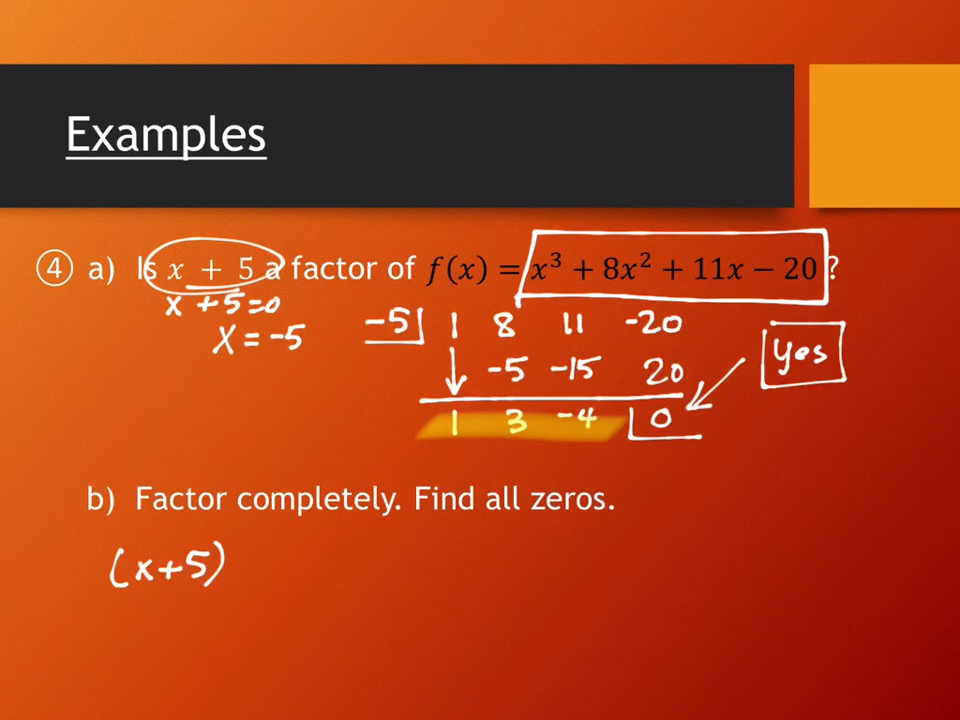 Examples
④ a) Is x + 5 a factor of f(x) = x³ + 8x² + 11x − 20 ?
x + 5 = 0
x = -5
-5 1 8 11 -20
-5 -15 20
yes
1 3 -4 0
b) Factor completely. Find all zeros.
(x+5)